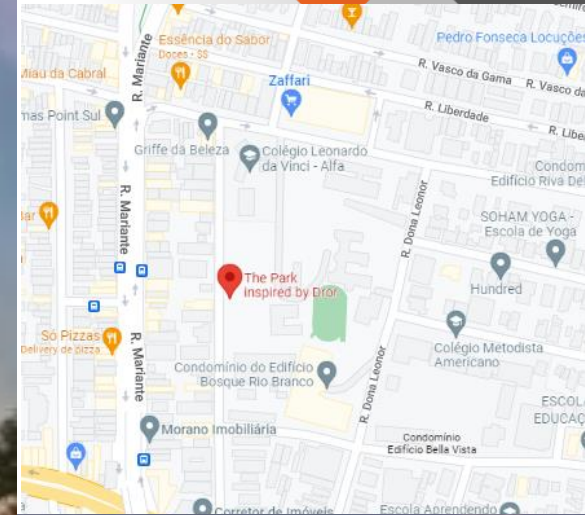 Essência do Sabor
Doces - $$
R. Mariante
Pedro Fonseca Locuções
Miau da Cabral
Zaffari
R. Vasco da Gama
R. Vasco da
R. Liberdade
mas Point Sul
Griffe da Beleza
Colégio Leonardo
da Vinci - Alfa
Condom
Edifício Riva Del
R. Mariante
R. Dona Leonor
SOHAM YOGA -
Escola de Yoga
The Park
Inspired by Dror
Hundred
R. Mariante
Só Pizzas
Delivery de pizza
Colégio Metodista
Americano
Condomínio do Edifício
Bosque Rio Branco
R. Dona Leonor
ESCOLA
EDUCAÇ
Morano Imobiliária
Condomínio
Edifício Bella Vista
Corretor de Imóveis
Escola Aprendendo